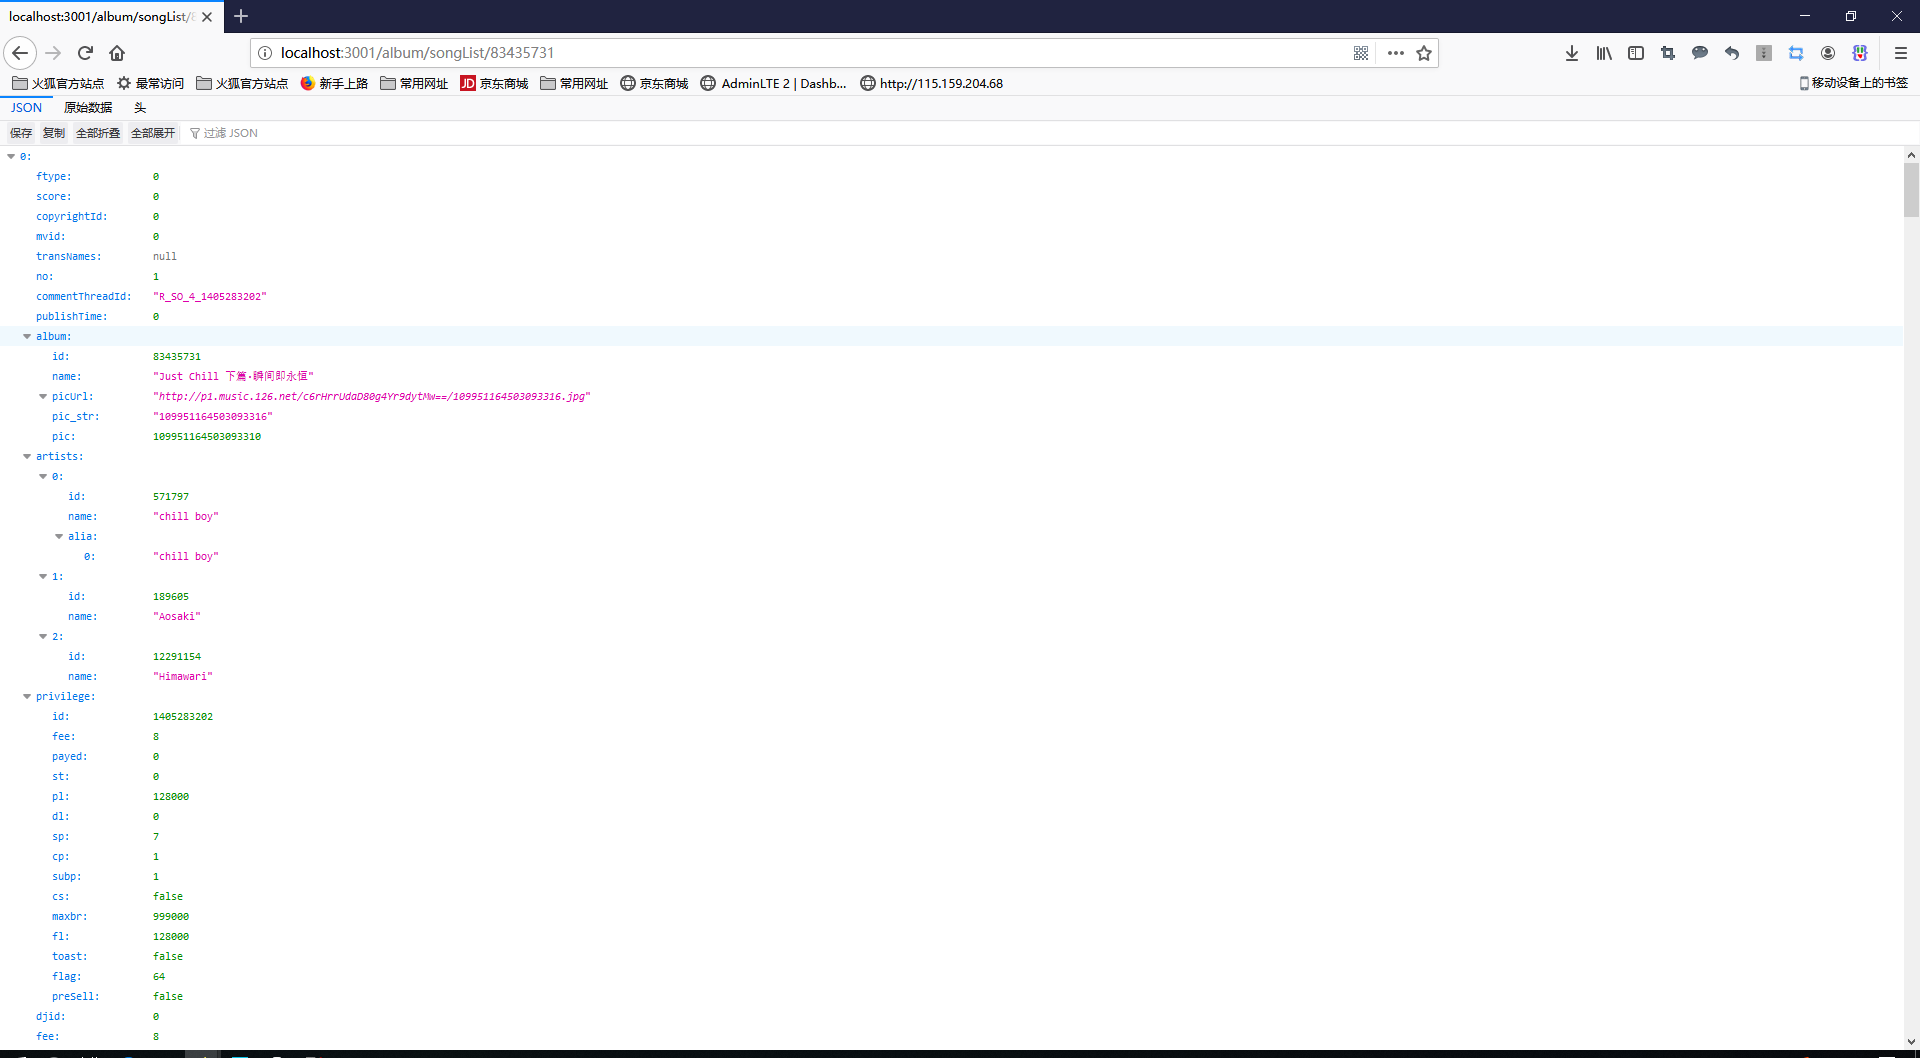 localhost:3001/album/songList/8
localhost:3001/album/songList/83435731
火狐官方站点 最常访问 火狐官方站点 新手上路 常用网址 JD 京东商城 常用网址 京东商城 AdminLTE 2 | Dashb... http://115.159.204.68 移动设备上的书签
JSON 原始数据 头
保存 复制 全部折叠 全部展开 过滤 JSON
0:
ftype: 0
score: 0
copyrightId: 0
mvid: 0
transNames: null
no: 1
commentThreadId: "R_SO_4_1405283202"
publishTime: 0
album:
id: 83435731
name: "Just Chill 下篇·瞬间即永恒"
picUrl: "http://p1.music.126.net/c6rHrrUdaD80g4Yr9dytMw==/109951164503093316.jpg"
pic_str: "109951164503093316"
pic: 109951164503093310
artists:
0:
id: 571797
name: "chill boy"
alia:
0: "chill boy"
1:
id: 189605
name: "Aosaki"
2:
id: 12291154
name: "Himawari"
privilege:
id: 1405283202
fee: 8
payed: 0
st: 0
pl: 128000
dl: 0
sp: 7
cp: 1
subp: 1
cs: false
maxbr: 999000
fl: 128000
toast: false
flag: 64
preSell: false
djid: 0
fee: 8